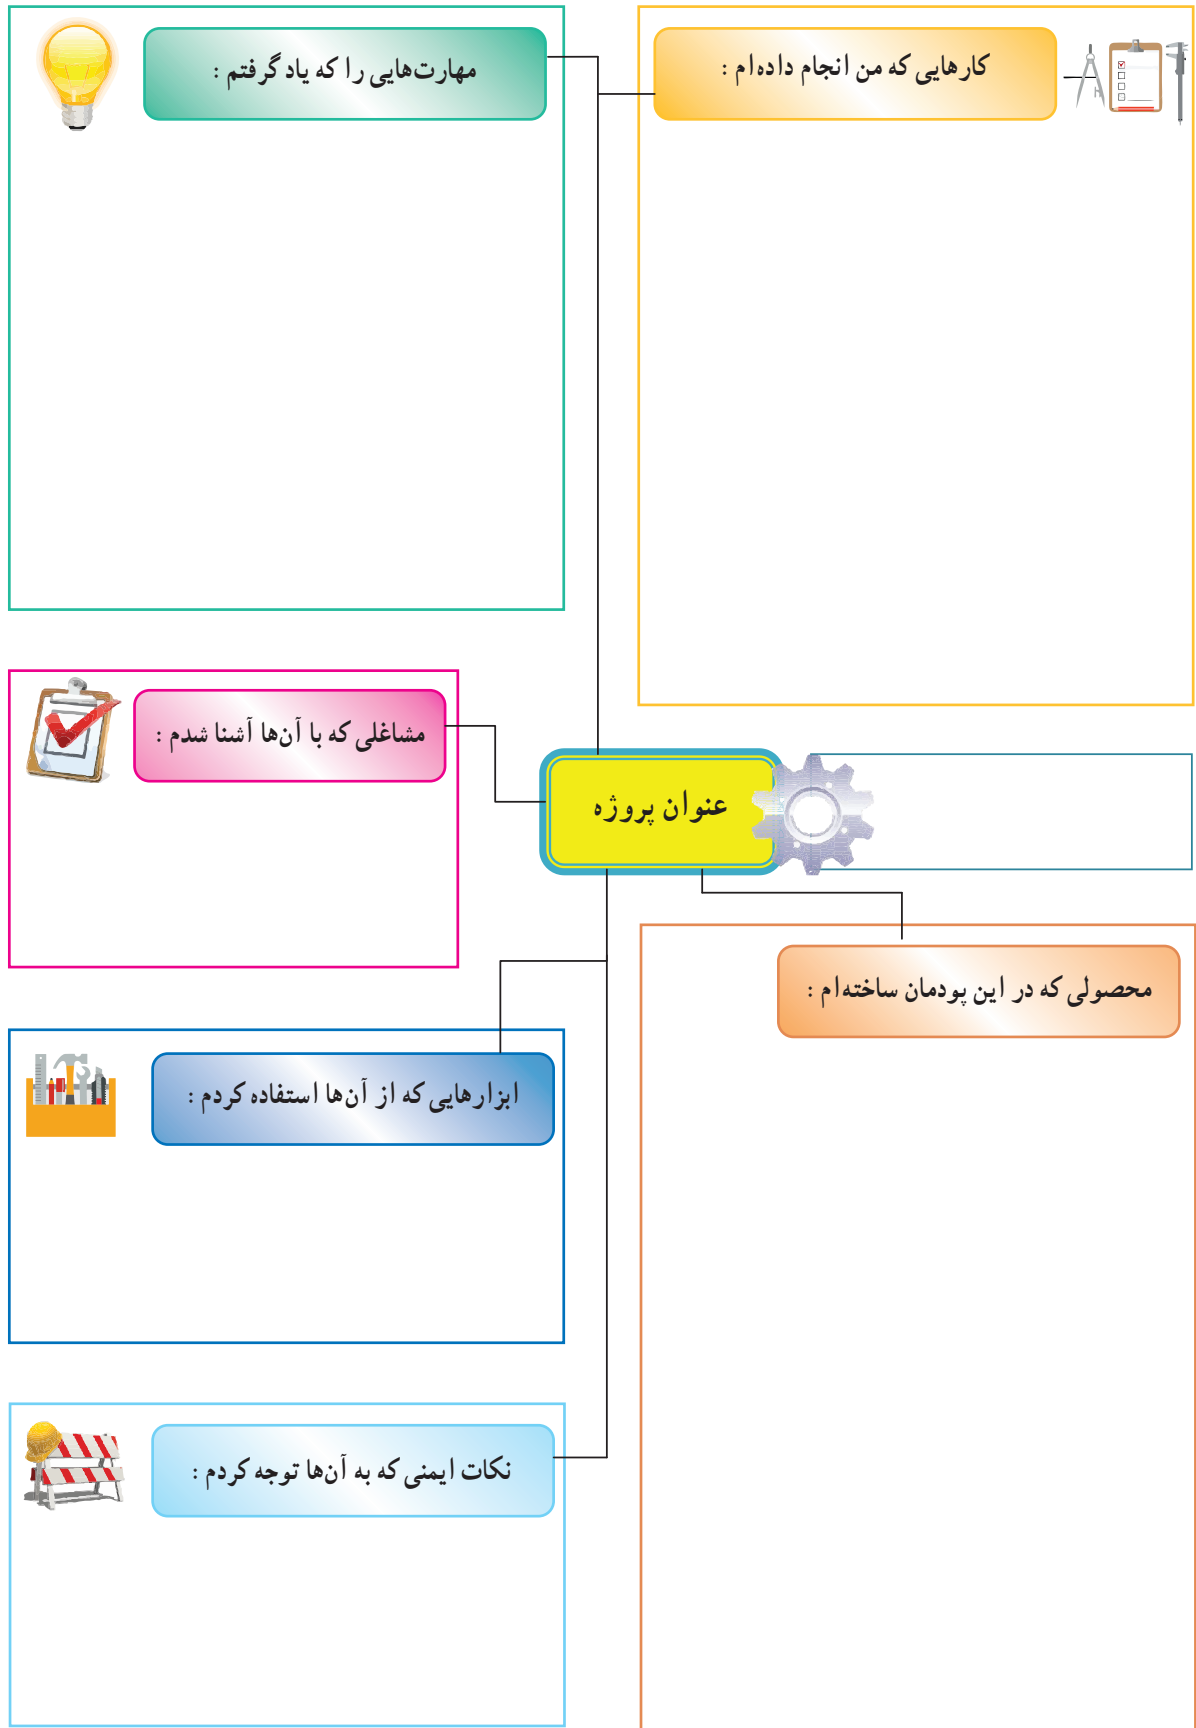 کارهایی که من انجام داده‌ام :
مهارت‌هایی را که یاد گرفتم :
مشاغلی که با آن‌ها آشنا شدم :
عنوان پروژه
محصولی که در این پودمان ساخته‌ام :
ابزارهایی که از آن‌ها استفاده کردم :
نکات ایمنی که به آن‌ها توجه کردم :